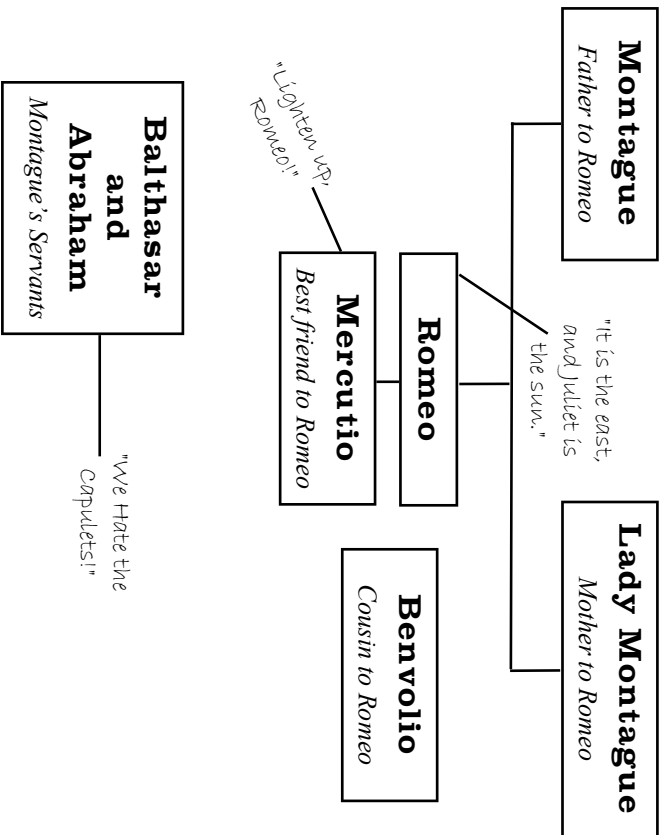 Montague
Father to Romeo
Lady Montague
Mother to Romeo
"It is the east,
and Juliet is
the sun."
Romeo
Mercutio
Best friend to Romeo
"Lighten up,
Romeo!"
Benvolio
Cousin to Romeo
Balthasar
and
Abraham
Montague's Servants
"We Hate the
Capulets!"